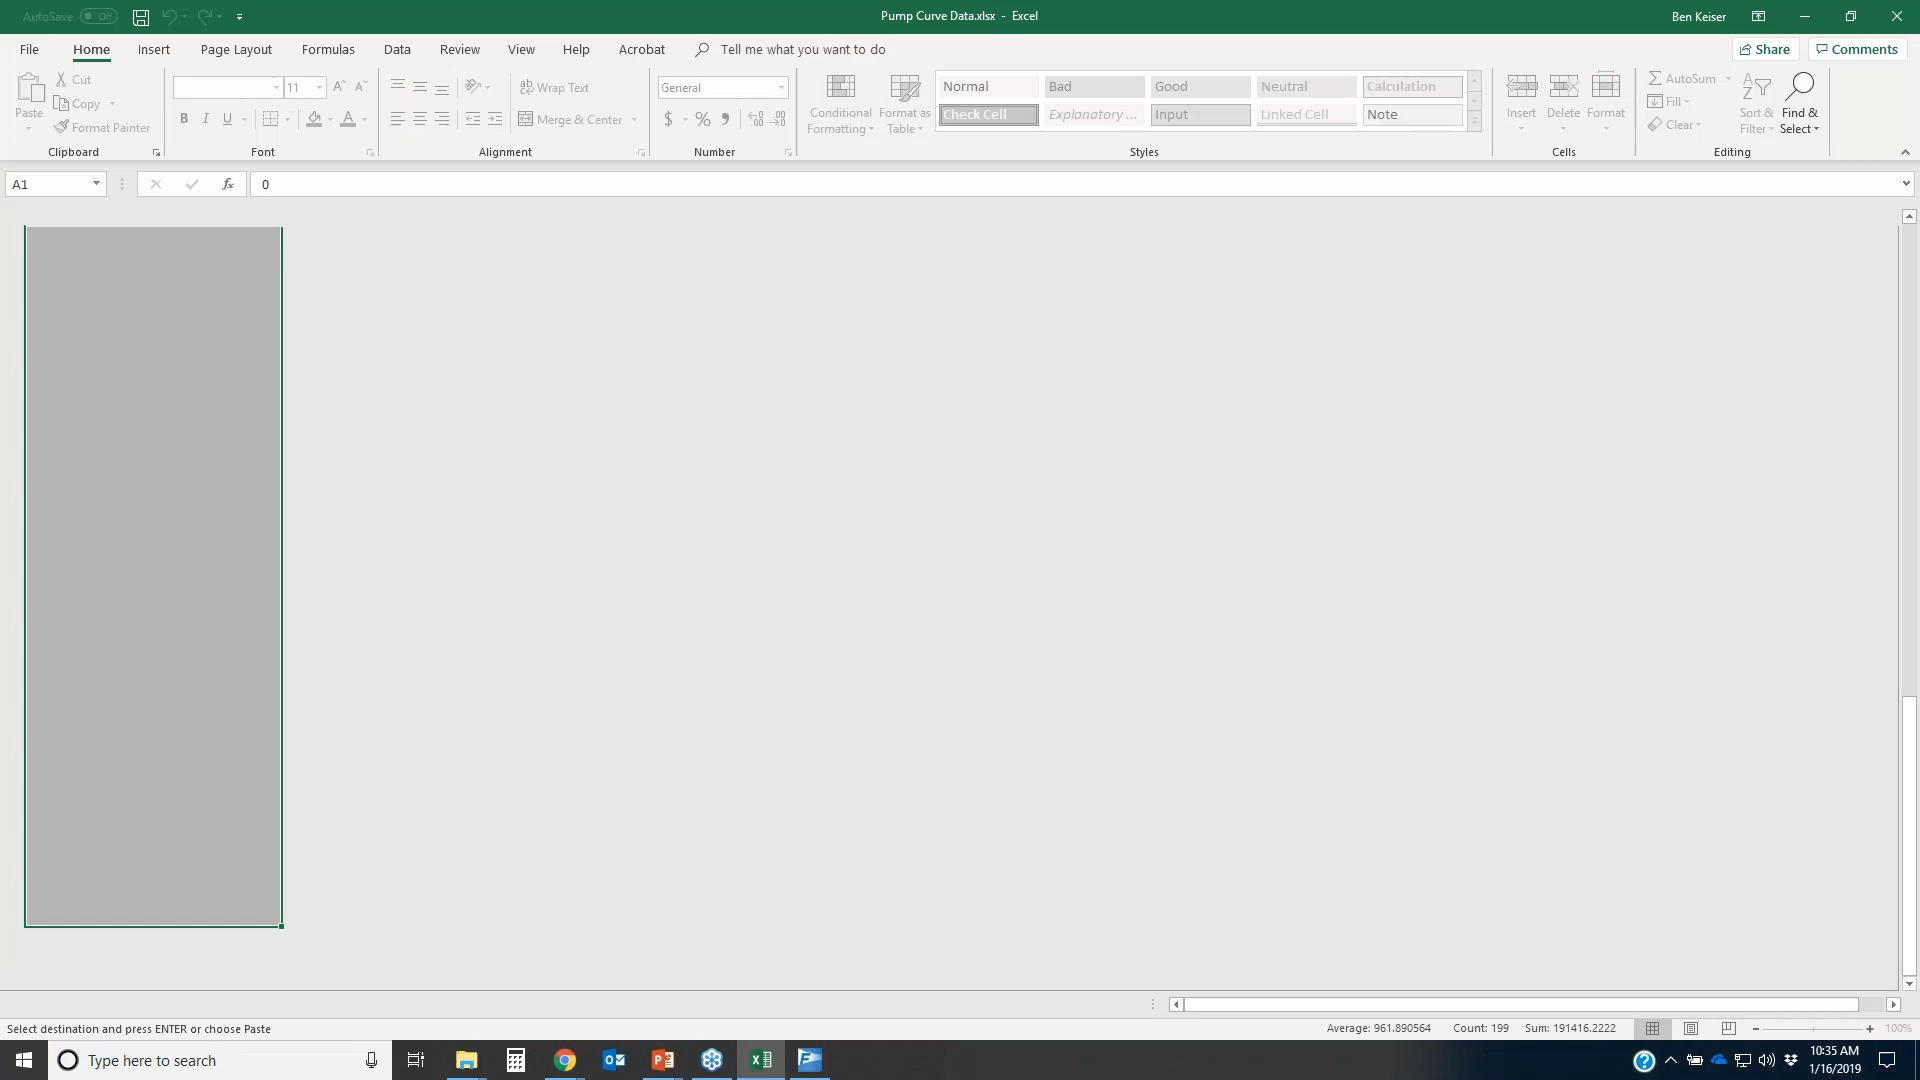 AutoSave Off
Pump Curve Data.xlsx - Excel
Ben Keiser
File Home Insert Page Layout Formulas Data Review View Help Acrobat Tell me what you want to do
Share Comments
Paste
Cut
Copy
Format Painter
Clipboard
11 A A
B I U A
Font
ab Wrap Text
Merge & Center
Alignment
General
$ % 9 .00 .00
Number
Conditional Formatting
Format as Table
Normal Bad Good Neutral Calculation
Check Cell Explanatory ... Input Linked Cell Note
Styles
Insert Delete Format
Cells
AutoSum
Fill
Clear
Sort & Filter
Find & Select
Editing
A1 fx 0
Select destination and press ENTER or choose Paste
Average: 961.890564 Count: 199 Sum: 191416.2222
100%
Type here to search
10:35 AM
1/16/2019